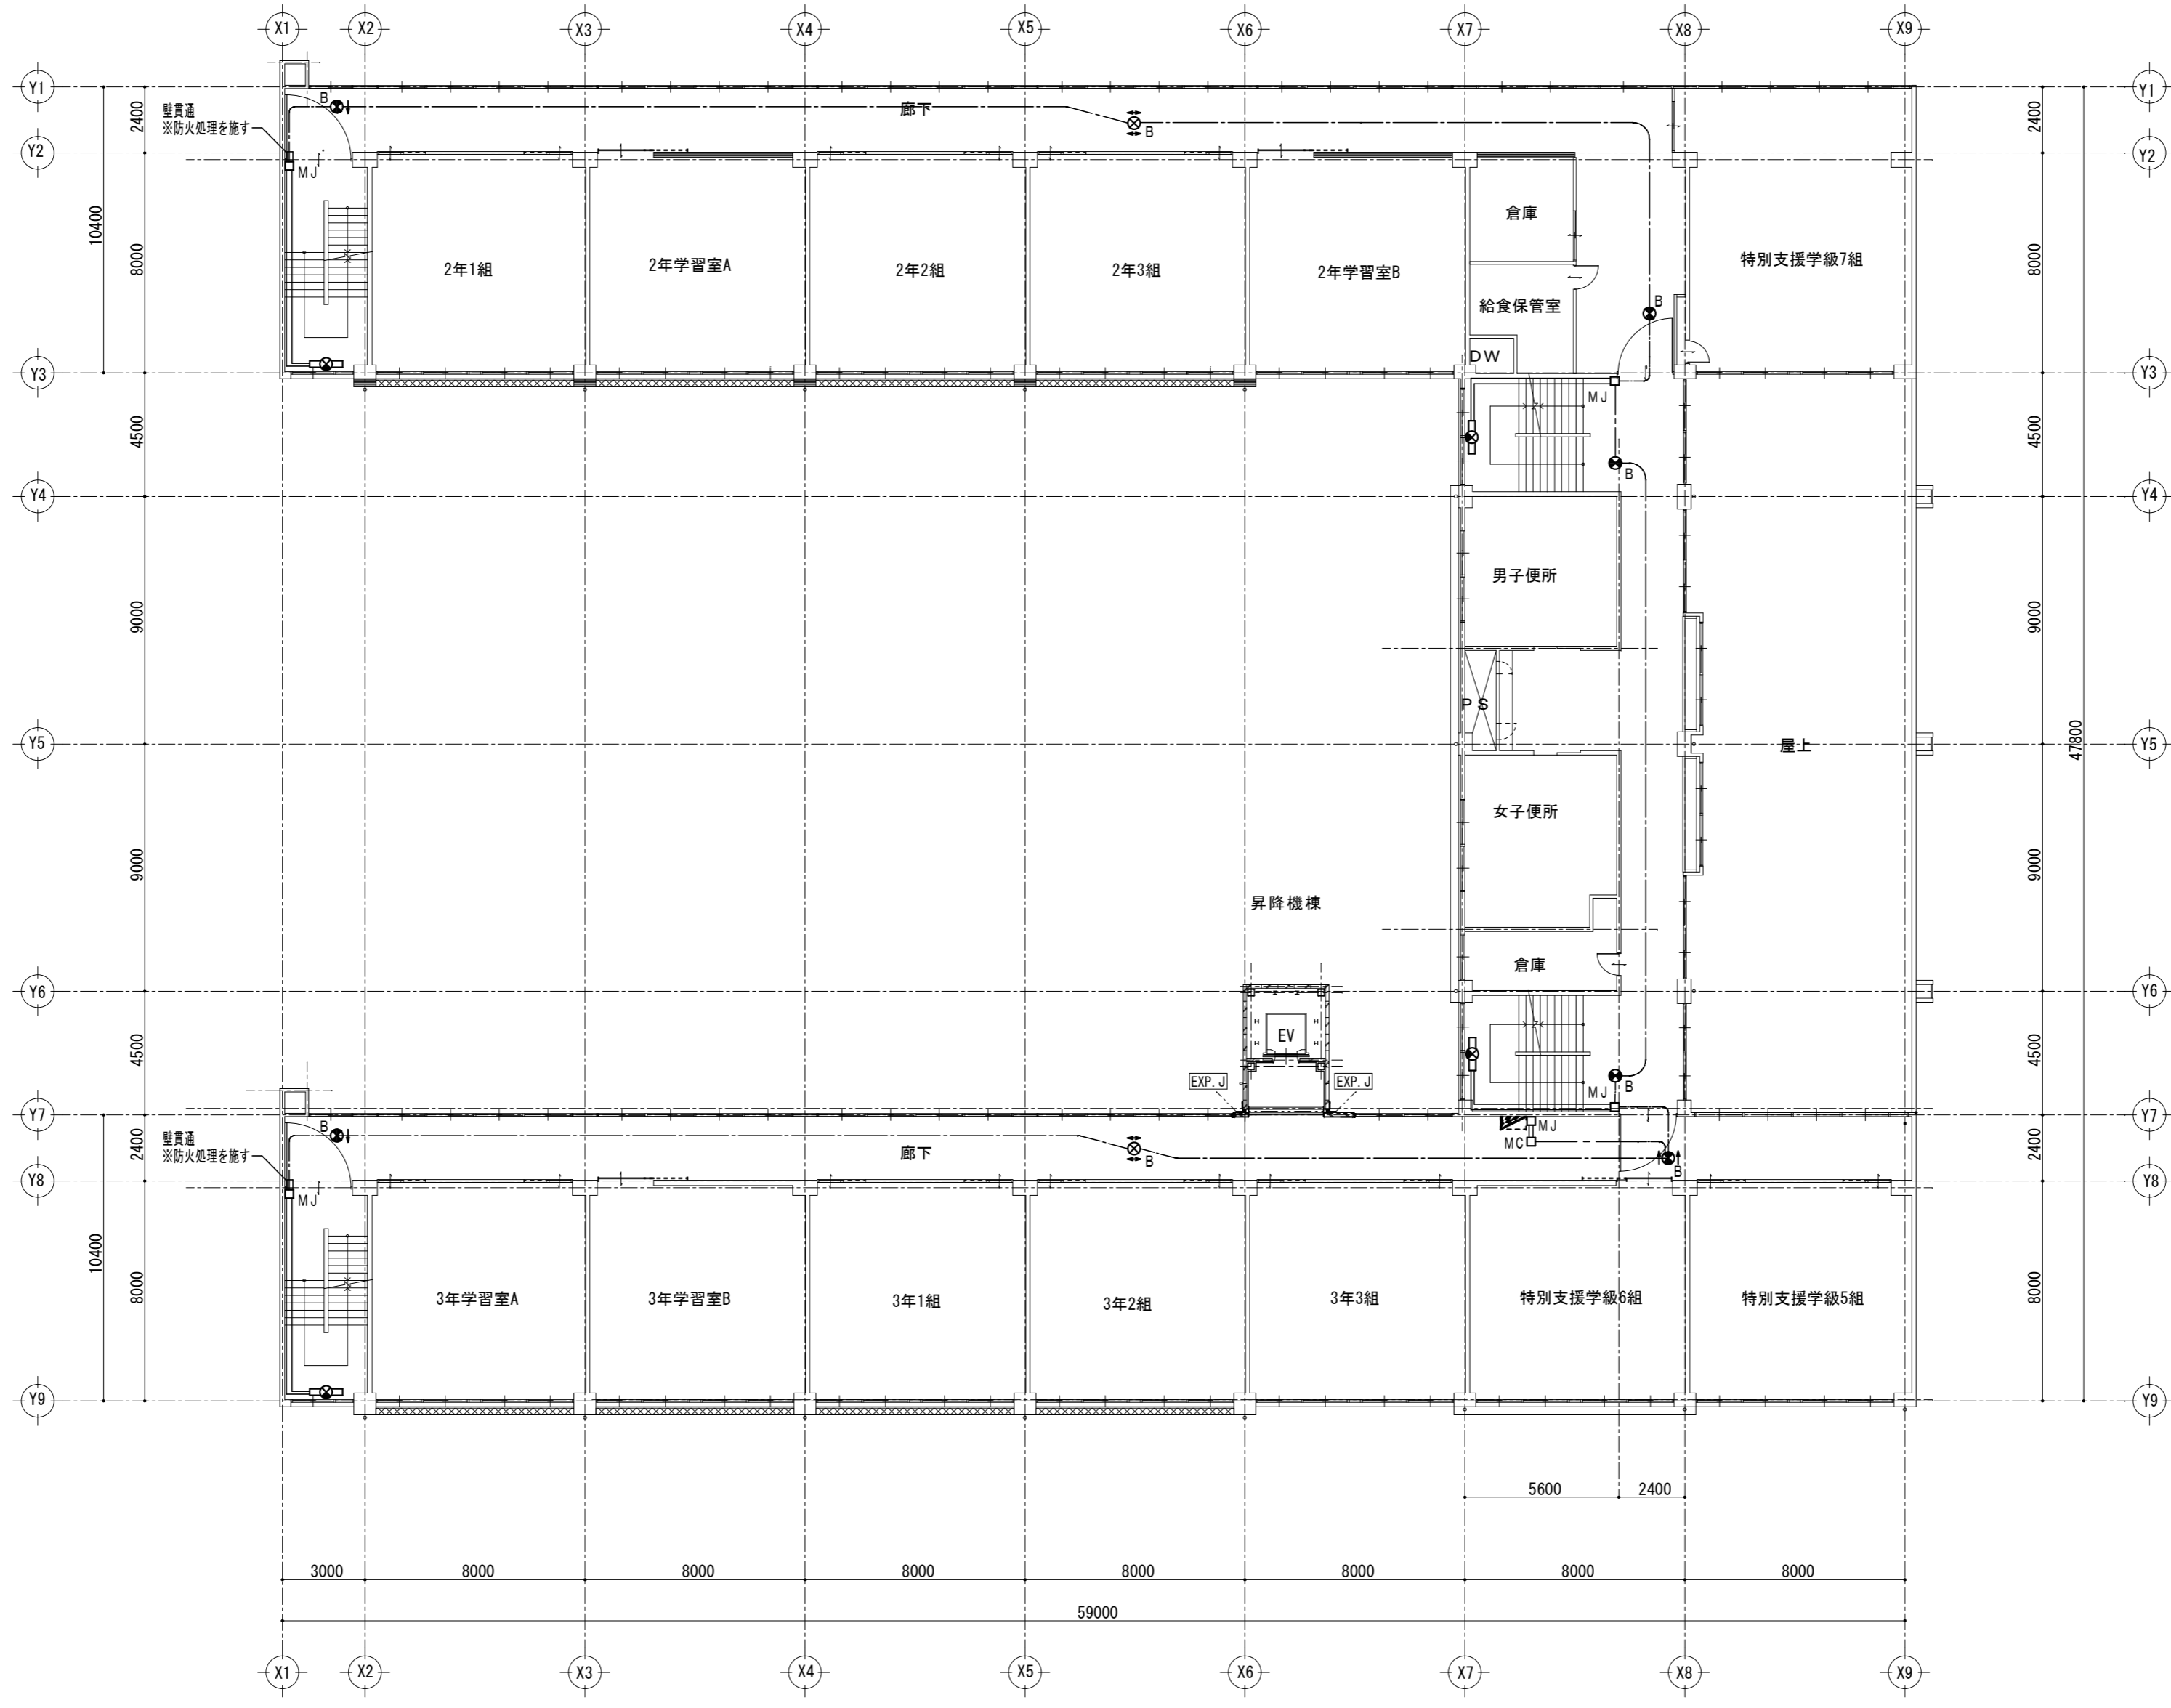 X1 X2 X3 X4 X5 X6 X7 X8 X9
Y1 Y1
B
壁貫通
※防火処理を施す
廊下
B
2400 2400
Y2 Y2
MJ
10400
8000 8000
2年1組 2年学習室A 2年2組 2年3組 2年学習室B
倉庫
特別支援学級7組
給食保管室
B
DW
Y3 Y3
MJ
4500 4500
B
Y4 Y4
男子便所
9000 9000
PS
Y5 Y5
屋上
47800
女子便所
9000 9000
昇降機棟
倉庫
Y6 Y6
EV
4500 4500
EXP.J EXP.J
MJ B
Y7 Y7
B
壁貫通
※防火処理を施す
廊下
B
MJ
MC
B
2400 2400
Y8 Y8
MJ
10400
8000 8000
3年学習室A 3年学習室B 3年1組 3年2組 3年3組 特別支援学級6組 特別支援学級5組
Y9 Y9
5600 2400
3000 8000 8000 8000 8000 8000 8000 8000
59000
X1 X2 X3 X4 X5 X6 X7 X8 X9